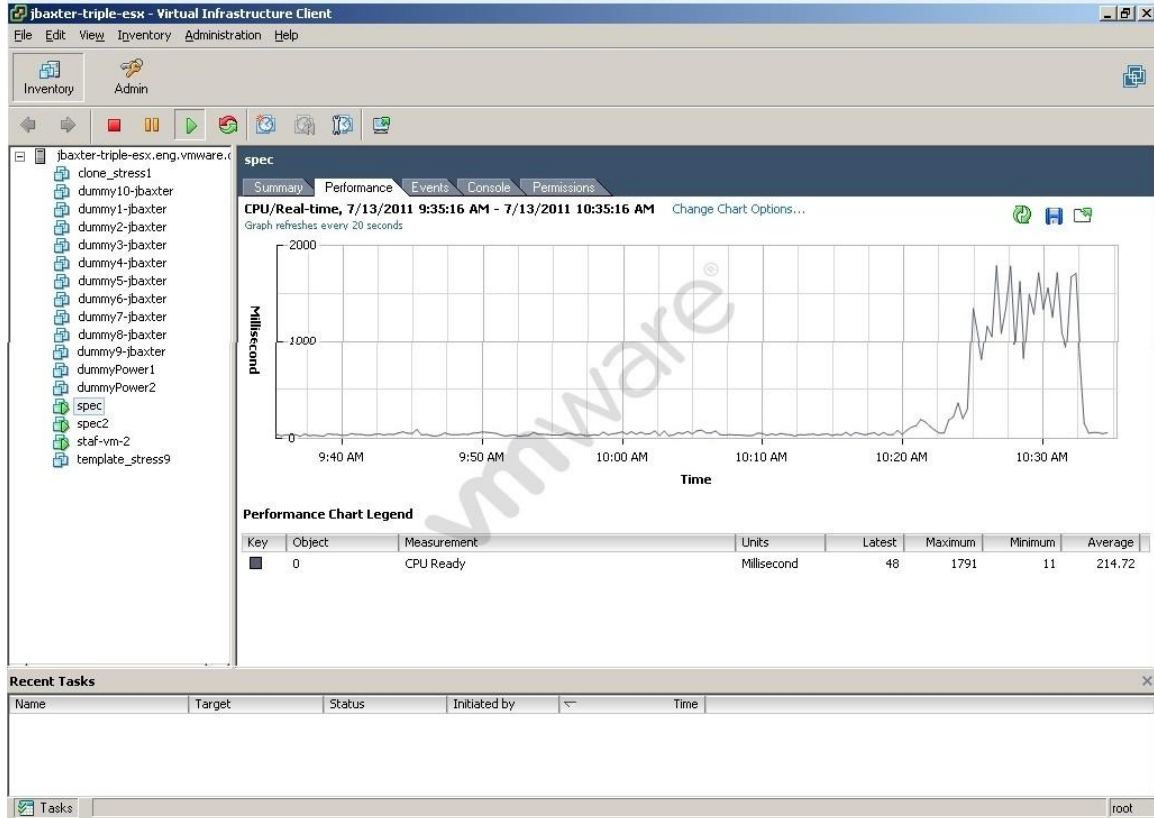 jbaxter-triple-esx - Virtual Infrastructure Client
File Edit View Inventory Administration Help
Inventory Admin
jbaxter-triple-esx.eng.vmware.c
clone_stress1
dummy10-jbaxter
dummy1-jbaxter
dummy2-jbaxter
dummy3-jbaxter
dummy4-jbaxter
dummy5-jbaxter
dummy6-jbaxter
dummy7-jbaxter
dummy8-jbaxter
dummy9-jbaxter
dummyPower1
dummyPower2
spec
spec2
staf-vm-2
template_stress9
spec
Summary Performance Events Console Permissions
CPU/Real-time, 7/13/2011 9:35:16 AM - 7/13/2011 10:35:16 AM Change Chart Options...
Graph refreshes every 20 seconds
2000
1000
0
Millisecond
9:40 AM 9:50 AM 10:00 AM 10:10 AM 10:20 AM 10:30 AM
Time
vmware®
Performance Chart Legend
Key Object Measurement Units Latest Maximum Minimum Average
0 CPU Ready Millisecond 48 1791 11 214.72
Recent Tasks
Name Target Status Initiated by Time
Tasks root